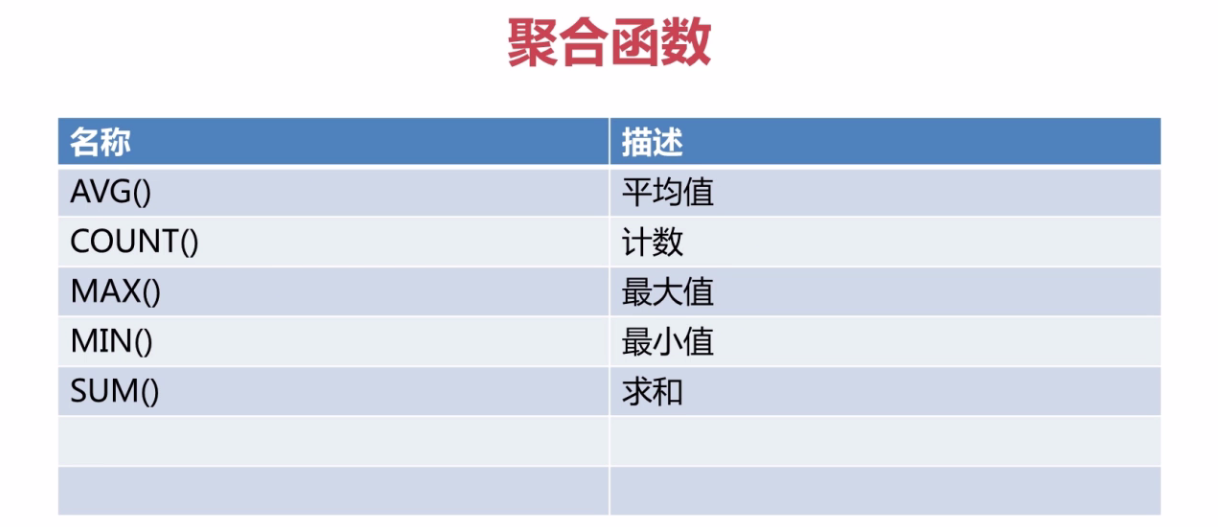 聚合函数
名称 描述
AVG() 平均值
COUNT() 计数
MAX() 最大值
MIN() 最小值
SUM() 求和